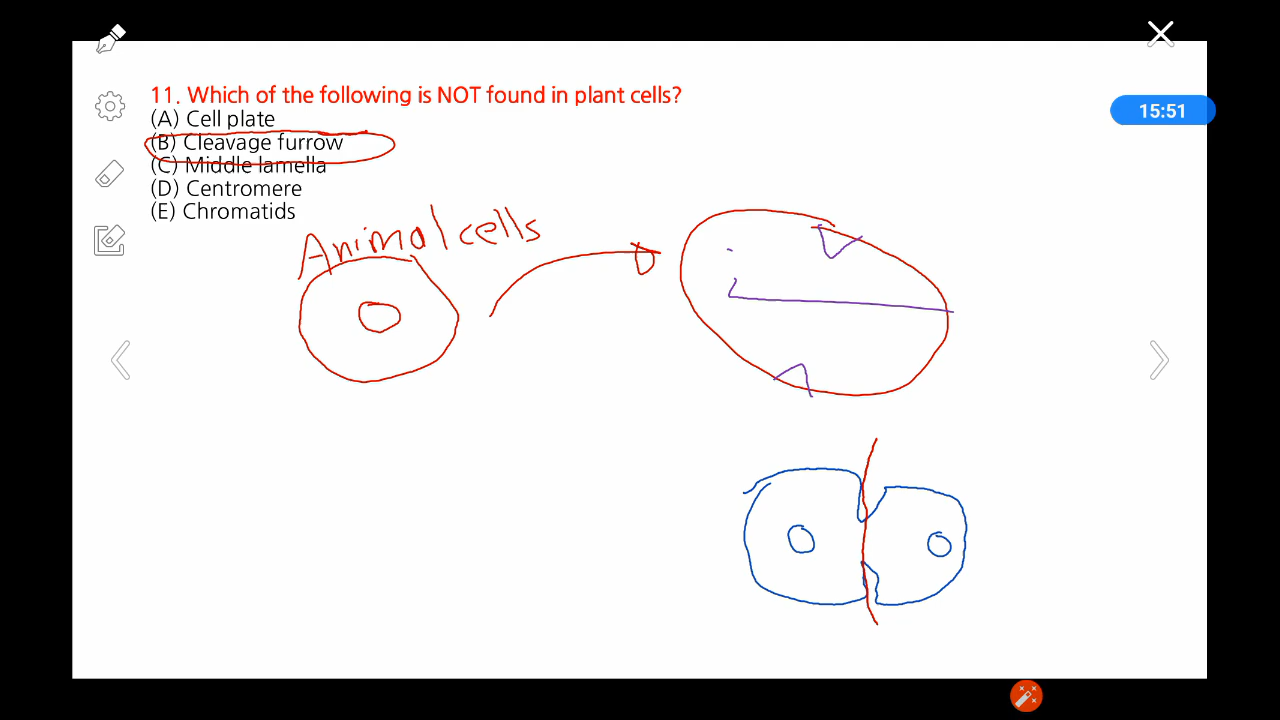 15:51
11. Which of the following is NOT found in plant cells?
(A) Cell plate
(B) Cleavage furrow
(C) Middle lamella
(D) Centromere
(E) Chromatids
Animal cells